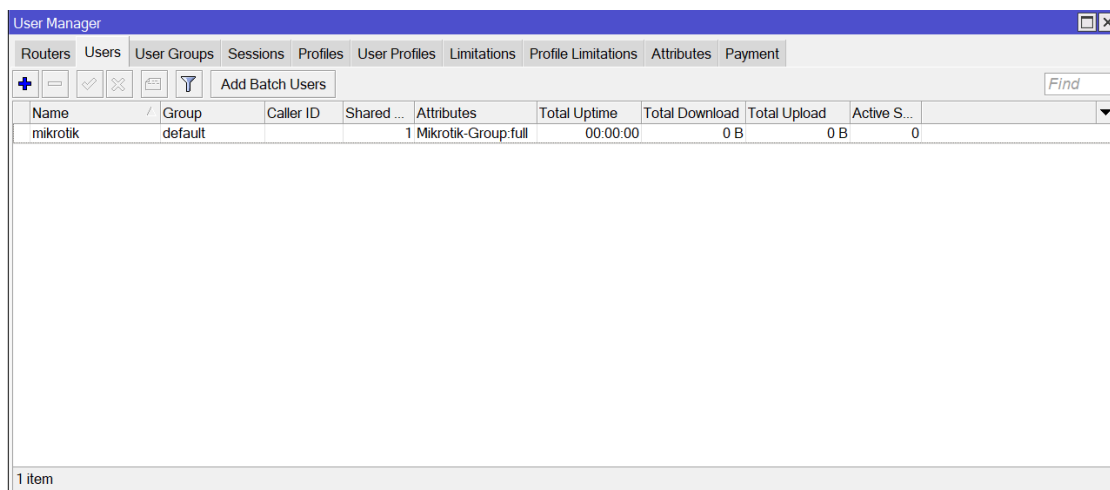 User Manager
Routers Users User Groups Sessions Profiles User Profiles Limitations Profile Limitations Attributes Payment
Add Batch Users Find
Name Group Caller ID Shared ... Attributes Total Uptime Total Download Total Upload Active S...
mikrotik default 1 Mikrotik-Group:full 00:00:00 0 B 0 B 0
1 item